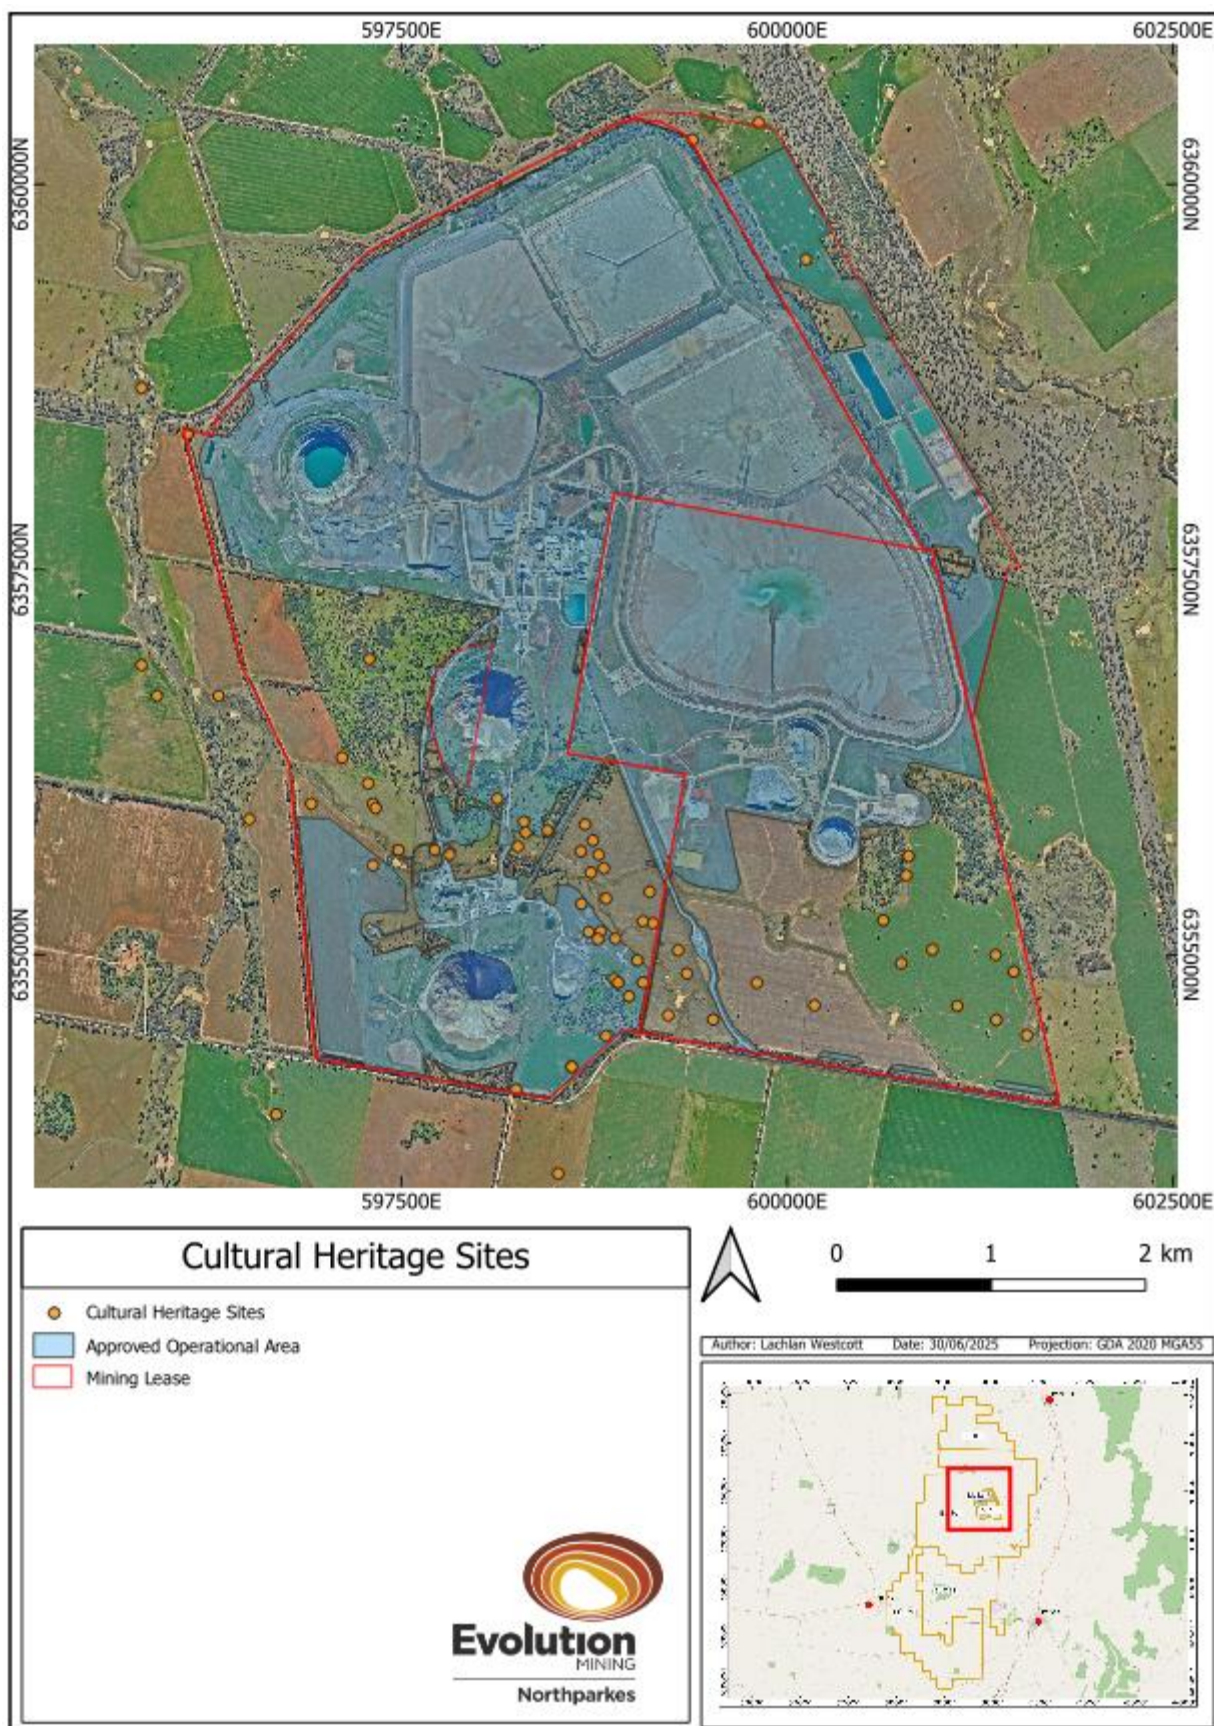 597500E
600000E
602500E
6360000N
6360000N
6357500N
6357500N
6355000N
6355000N
597500E
600000E
602500E
Cultural Heritage Sites
Cultural Heritage Sites
Approved Operational Area
Mining Lease
Evolution
MINING
Northparkes
0 1 2 km
Author: Lachlan Westcott Date: 30/06/2025 Projection: GDA 2020 MGA55